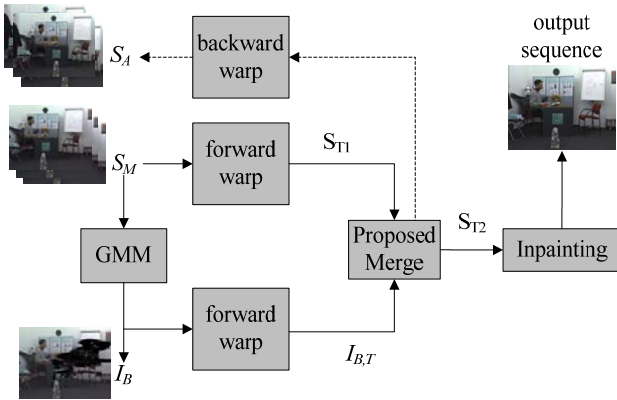 output
sequence
S_A
backward
warp
S_M
forward
warp
S_T1
GMM
Proposed
Merge
S_T2
Inpainting
forward
warp
I_B
I_B,T